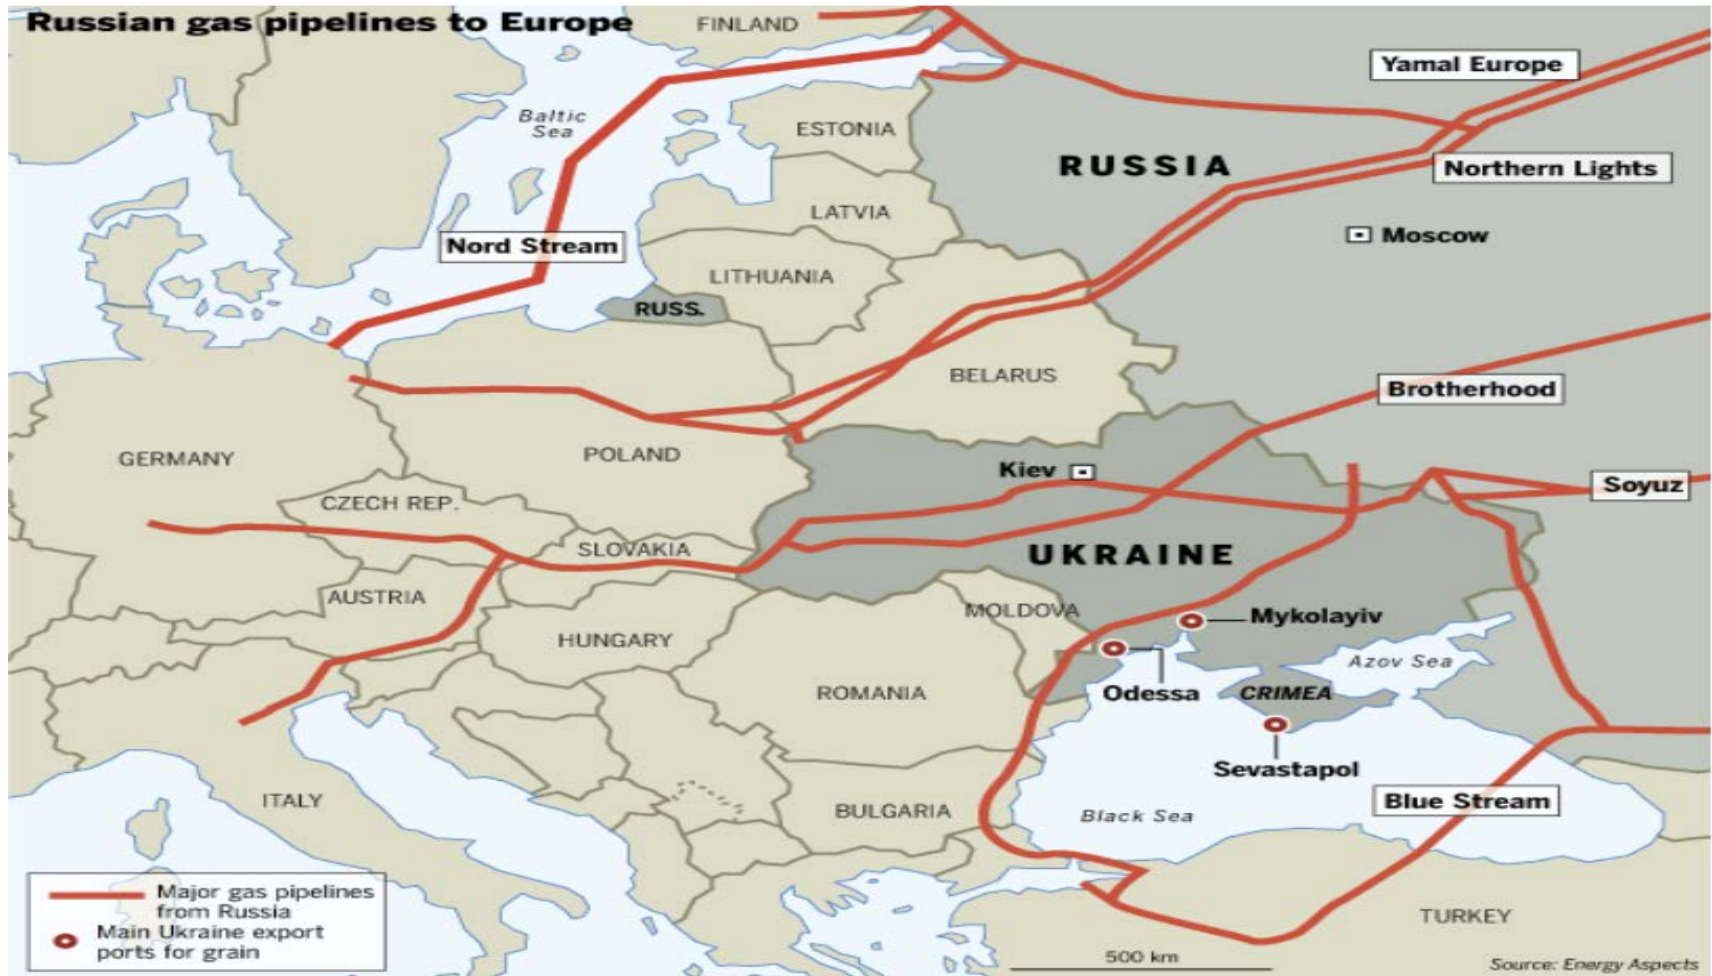 Russian gas pipelines to Europe
FINLAND
Yamal Europe
Baltic
Sea
ESTONIA
RUSSIA
Northern Lights
LATVIA
Moscow
Nord Stream
LITHUANIA
RUSS.
BELARUS
Brotherhood
GERMANY
POLAND
Kiev
Soyuz
CZECH REP.
SLOVAKIA
UKRAINE
AUSTRIA
MOLDOVA
Mykolayiv
HUNGARY
Azov Sea
ROMANIA
Odessa
CRIMEA
Sevastapol
ITALY
BULGARIA
Black Sea
Blue Stream
Major gas pipelines
from Russia
Main Ukraine export
ports for grain
TURKEY
500 km
Source: Energy Aspects